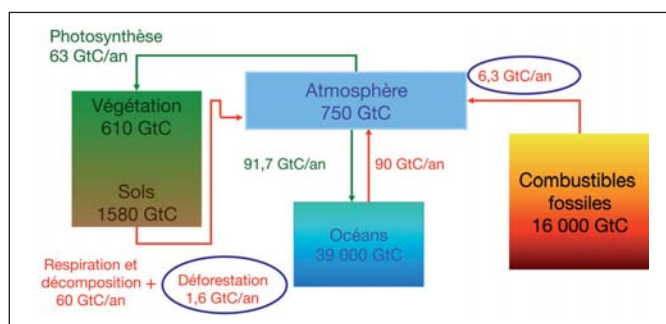 Photosynthèse
63 GtC/an
Atmosphère
750 GtC
6,3 GtC/an
Végétation
610 GtC
Sols
1580 GtC
91,7 GtC/an
90 GtC/an
Océans
39 000 GtC
Combustibles
fossiles
16 000 GtC
Respiration et
décomposition +
60 GtC/an
Déforestation
1,6 GtC/an